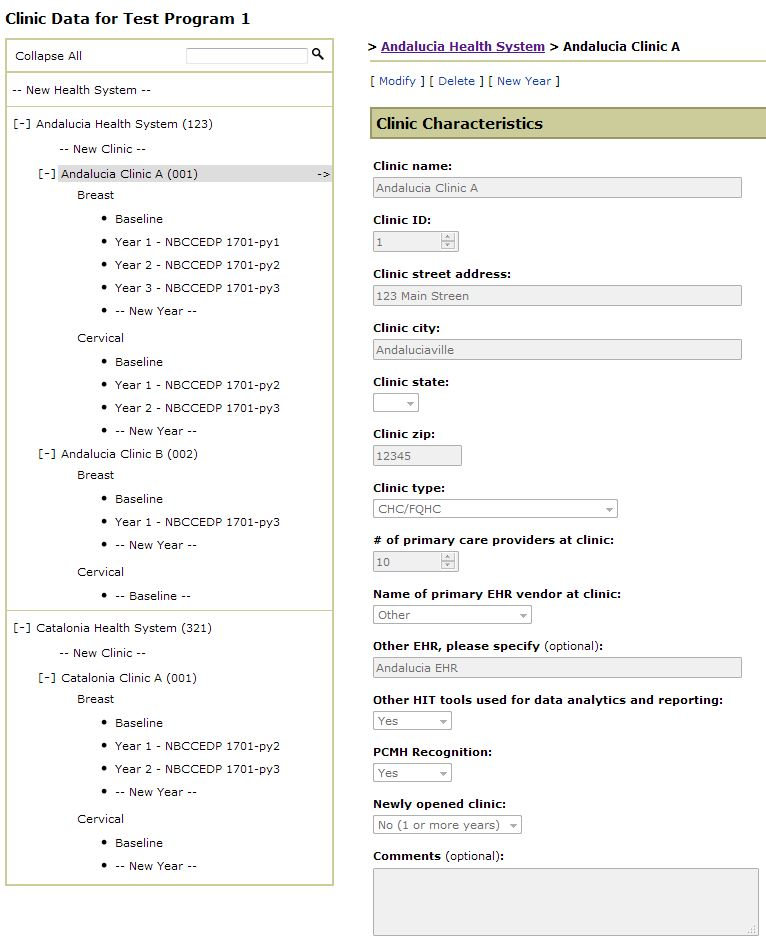 Clinic Data for Test Program 1
Collapse All
-- New Health System --
[-] Andalucia Health System (123)
-- New Clinic --
[-] Andalucia Clinic A (001) ->
Breast
• Baseline
• Year 1 - NBCCEDP 1701-py1
• Year 2 - NBCCEDP 1701-py2
• Year 3 - NBCCEDP 1701-py3
• -- New Year --
Cervical
• Baseline
• Year 1 - NBCCEDP 1701-py2
• Year 2 - NBCCEDP 1701-py3
• -- New Year --
[-] Andalucia Clinic B (002)
Breast
• Baseline
• Year 1 - NBCCEDP 1701-py3
• -- New Year --
Cervical
• -- Baseline --
[-] Catalonia Health System (321)
-- New Clinic --
[-] Catalonia Clinic A (001)
Breast
• Baseline
• Year 1 - NBCCEDP 1701-py2
• Year 2 - NBCCEDP 1701-py3
• -- New Year --
Cervical
• Baseline
• -- New Year --
> Andalucia Health System > Andalucia Clinic A
[ Modify ] [ Delete ] [ New Year ]
Clinic Characteristics
Clinic name:
Andalucia Clinic A
Clinic ID:
1
Clinic street address:
123 Main Streen
Clinic city:
Andaluciaville
Clinic state:
Clinic zip:
12345
Clinic type:
CHC/FQHC
# of primary care providers at clinic:
10
Name of primary EHR vendor at clinic:
Other
Other EHR, please specify (optional):
Andalucia EHR
Other HIT tools used for data analytics and reporting:
Yes
PCMH Recognition:
Yes
Newly opened clinic:
No (1 or more years)
Comments (optional):